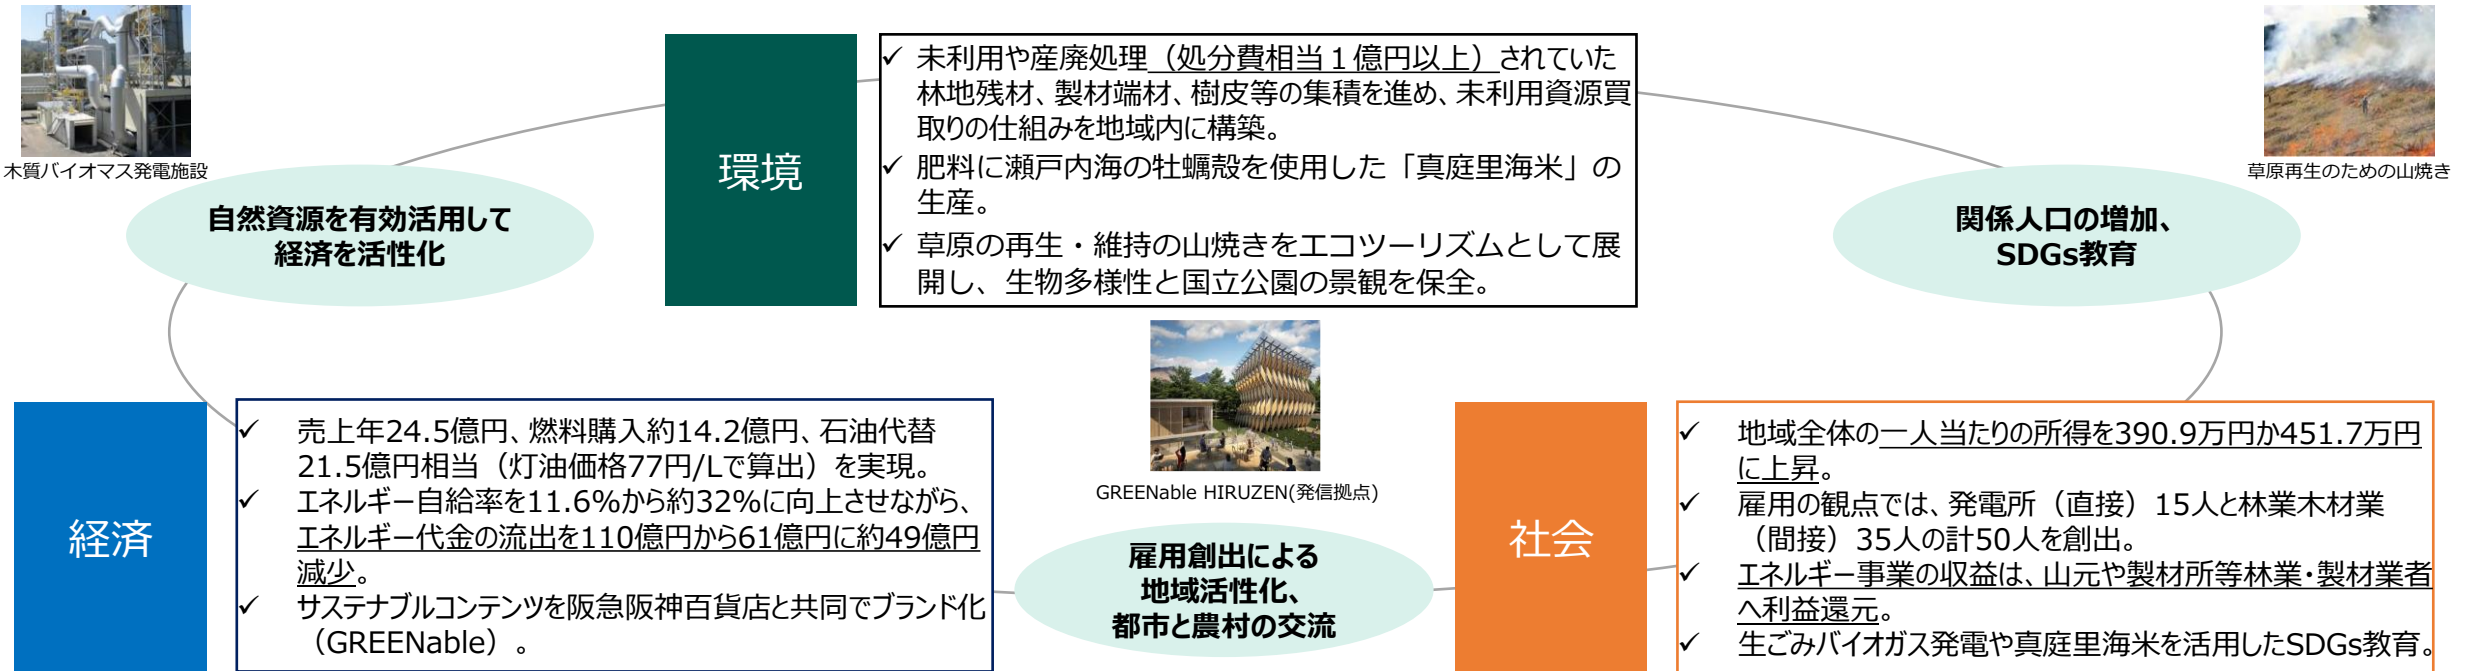 木質バイオマス発電施設
自然資源を有効活用して
経済を活性化
環境
✓ 未利用や産廃処理（処分費相当１億円以上）されていた
林地残材、製材端材、樹皮等の集積を進め、未利用資源買
取りの仕組みを地域内に構築。
✓ 肥料に瀬戸内海の牡蠣殻を使用した「真庭里海米」の
生産。
✓ 草原の再生・維持の山焼きをエコツーリズムとして展
開し、生物多様性と国立公園の景観を保全。
草原再生のための山焼き
関係人口の増加、
SDGs教育
経済
✓ 売上年24.5億円、燃料購入約14.2億円、石油代替
21.5億円相当（灯油価格77円/Lで算出）を実現。
✓ エネルギー自給率を11.6%から約32%に向上させながら、
エネルギー代金の流出を110億円から61億円に約49億円
減少。
✓ サステナブルコンテンツを阪急阪神百貨店と共同でブランド化
（GREENable）。
GREENable HIRUZEN(発信拠点)
雇用創出による
地域活性化、
都市と農村の交流
社会
✓ 地域全体の一人当たりの所得を390.9万円か451.7万円
に上昇。
✓ 雇用の観点では、発電所（直接）15人と林業木材業
（間接）35人の計50人を創出。
✓ エネルギー事業の収益は、山元や製材所等林業・製材業者
へ利益還元。
✓ 生ごみバイオガス発電や真庭里海米を活用したSDGs教育。